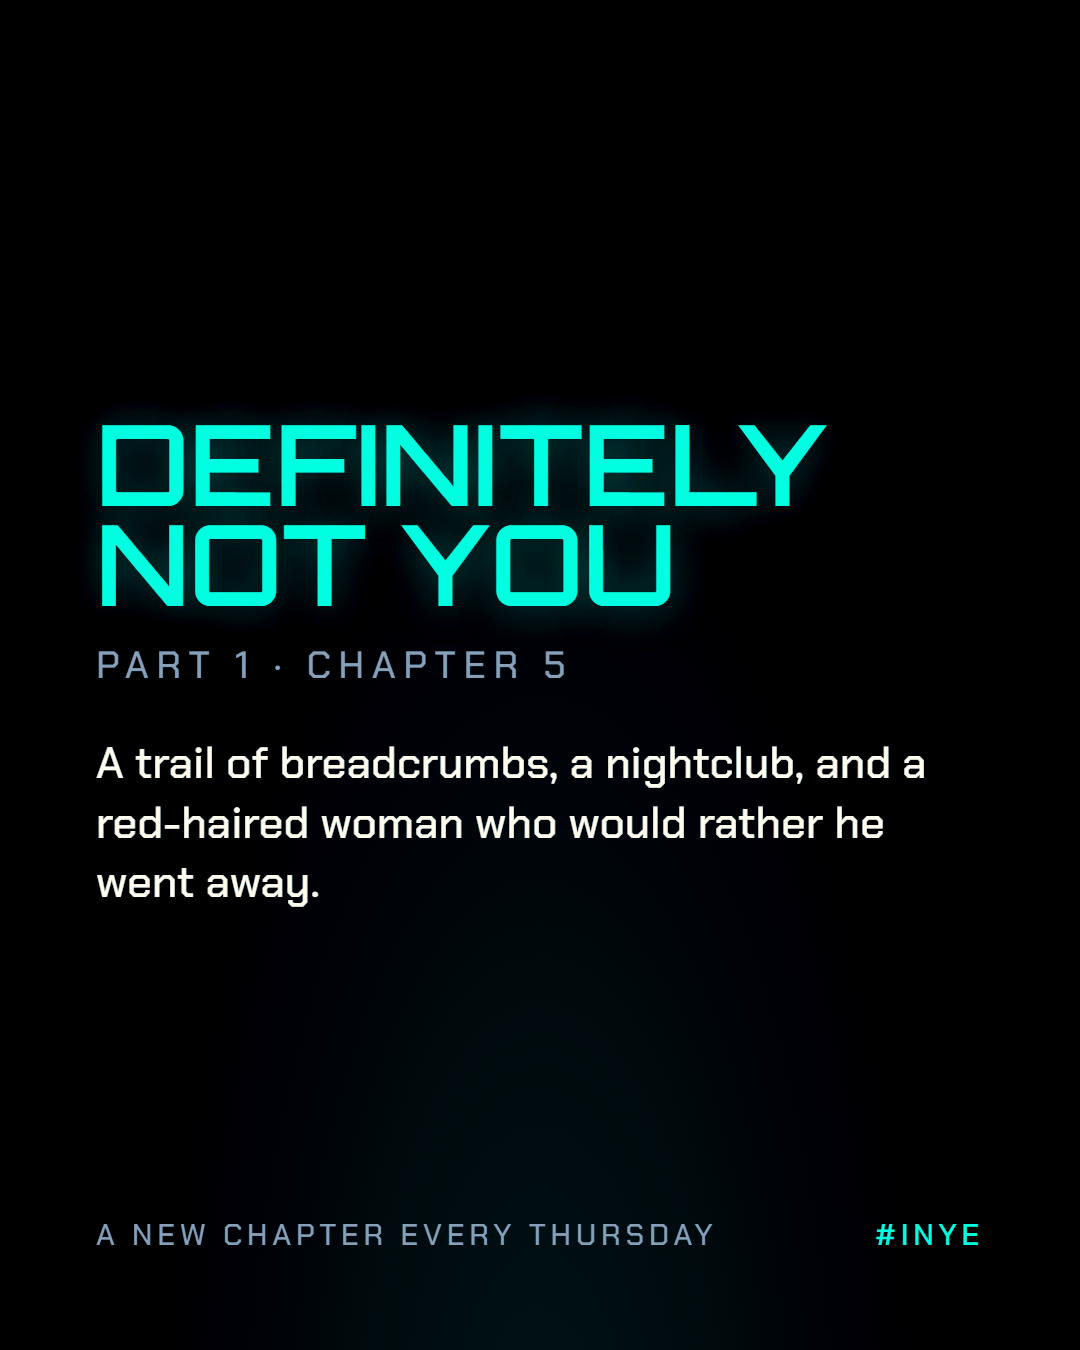 DEFINITELY
NOT YOU
PART 1 · CHAPTER 5
A trail of breadcrumbs, a nightclub, and a
red-haired woman who would rather he
went away.
A NEW CHAPTER EVERY THURSDAY
#INYE